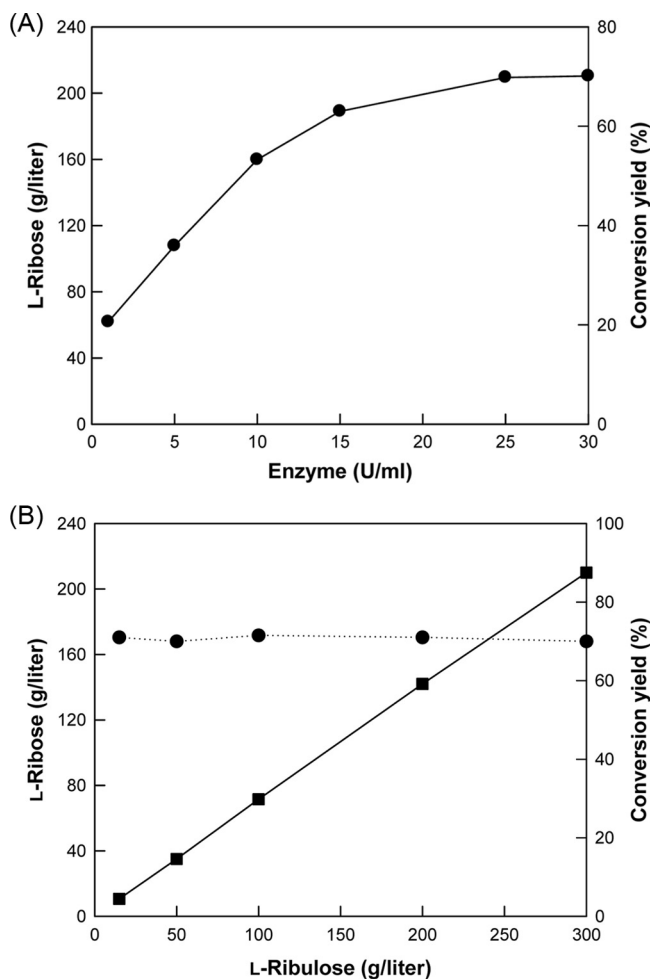 (A)
240
200
160
120
80
40
0
L-Ribose (g/liter)
80
60
40
20
0
Conversion yield (%)
0 5 10 15 20 25 30
Enzyme (U/ml)
(B)
240
200
160
120
80
40
0
L-Ribose (g/liter)
100
80
60
40
20
0
Conversion yield (%)
0 50 100 150 200 250 300
L-Ribulose (g/liter)